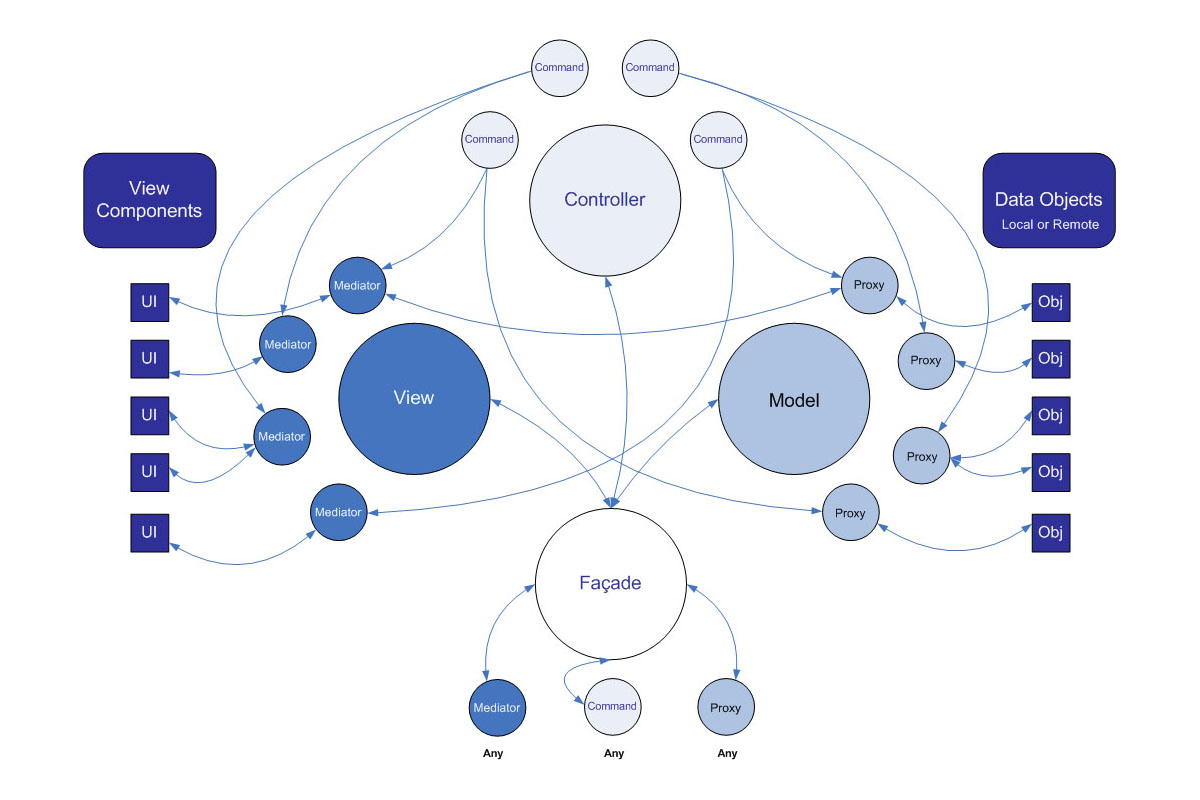 Command
Command
Command
Command
View
Components
Controller
Data Objects
Local or Remote
UI
Mediator
Proxy
Obj
UI
Mediator
Proxy
Obj
View
Model
UI
Mediator
Proxy
Obj
UI
Obj
UI
Mediator
Proxy
Obj
Façade
Mediator
Command
Proxy
Any
Any
Any